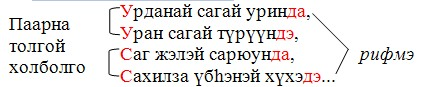 Паарна
толгой
холболго
Урданай сагай уринда,
Уран сагай түрүүндэ,
Саг жэлэй сарюунда,
Сахилза үбһэнэй хүхэдэ...
рифмэ